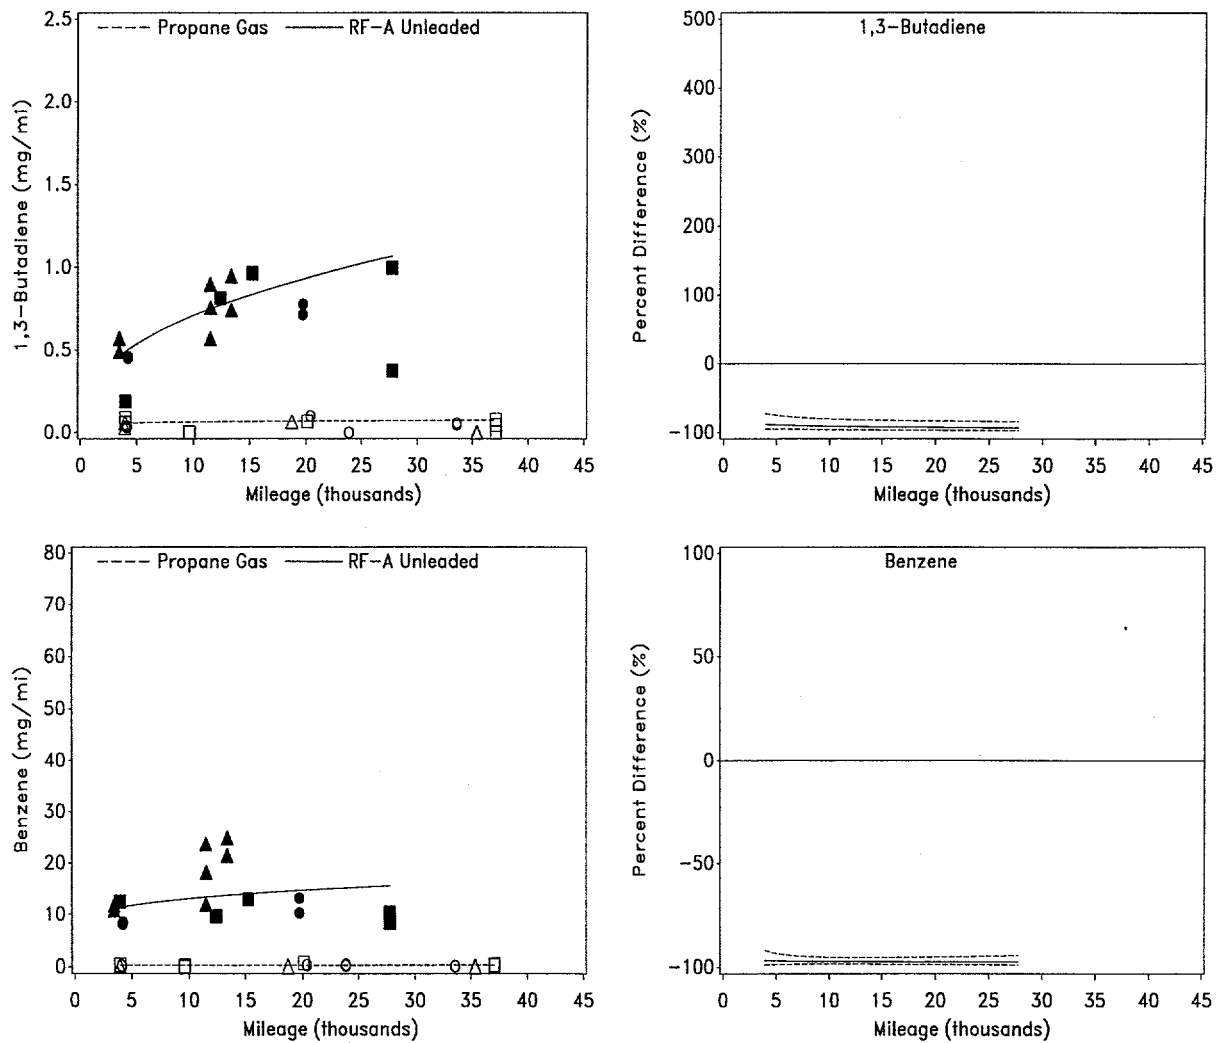 Propane Gas RF-A Unleaded
1,3-Butadiene (mg/mi)
2.5
2.0
1.5
1.0
0.5
0.0
0 5 10 15 20 25 30 35 40 45
Mileage (thousands)
1,3-Butadiene
Percent Difference (%)
500
400
300
200
100
0
-100
0 5 10 15 20 25 30 35 40 45
Mileage (thousands)
Propane Gas RF-A Unleaded
Benzene (mg/mi)
80
70
60
50
40
30
20
10
0
0 5 10 15 20 25 30 35 40 45
Mileage (thousands)
Benzene
Percent Difference (%)
100
50
0
-50
-100
0 5 10 15 20 25 30 35 40 45
Mileage (thousands)